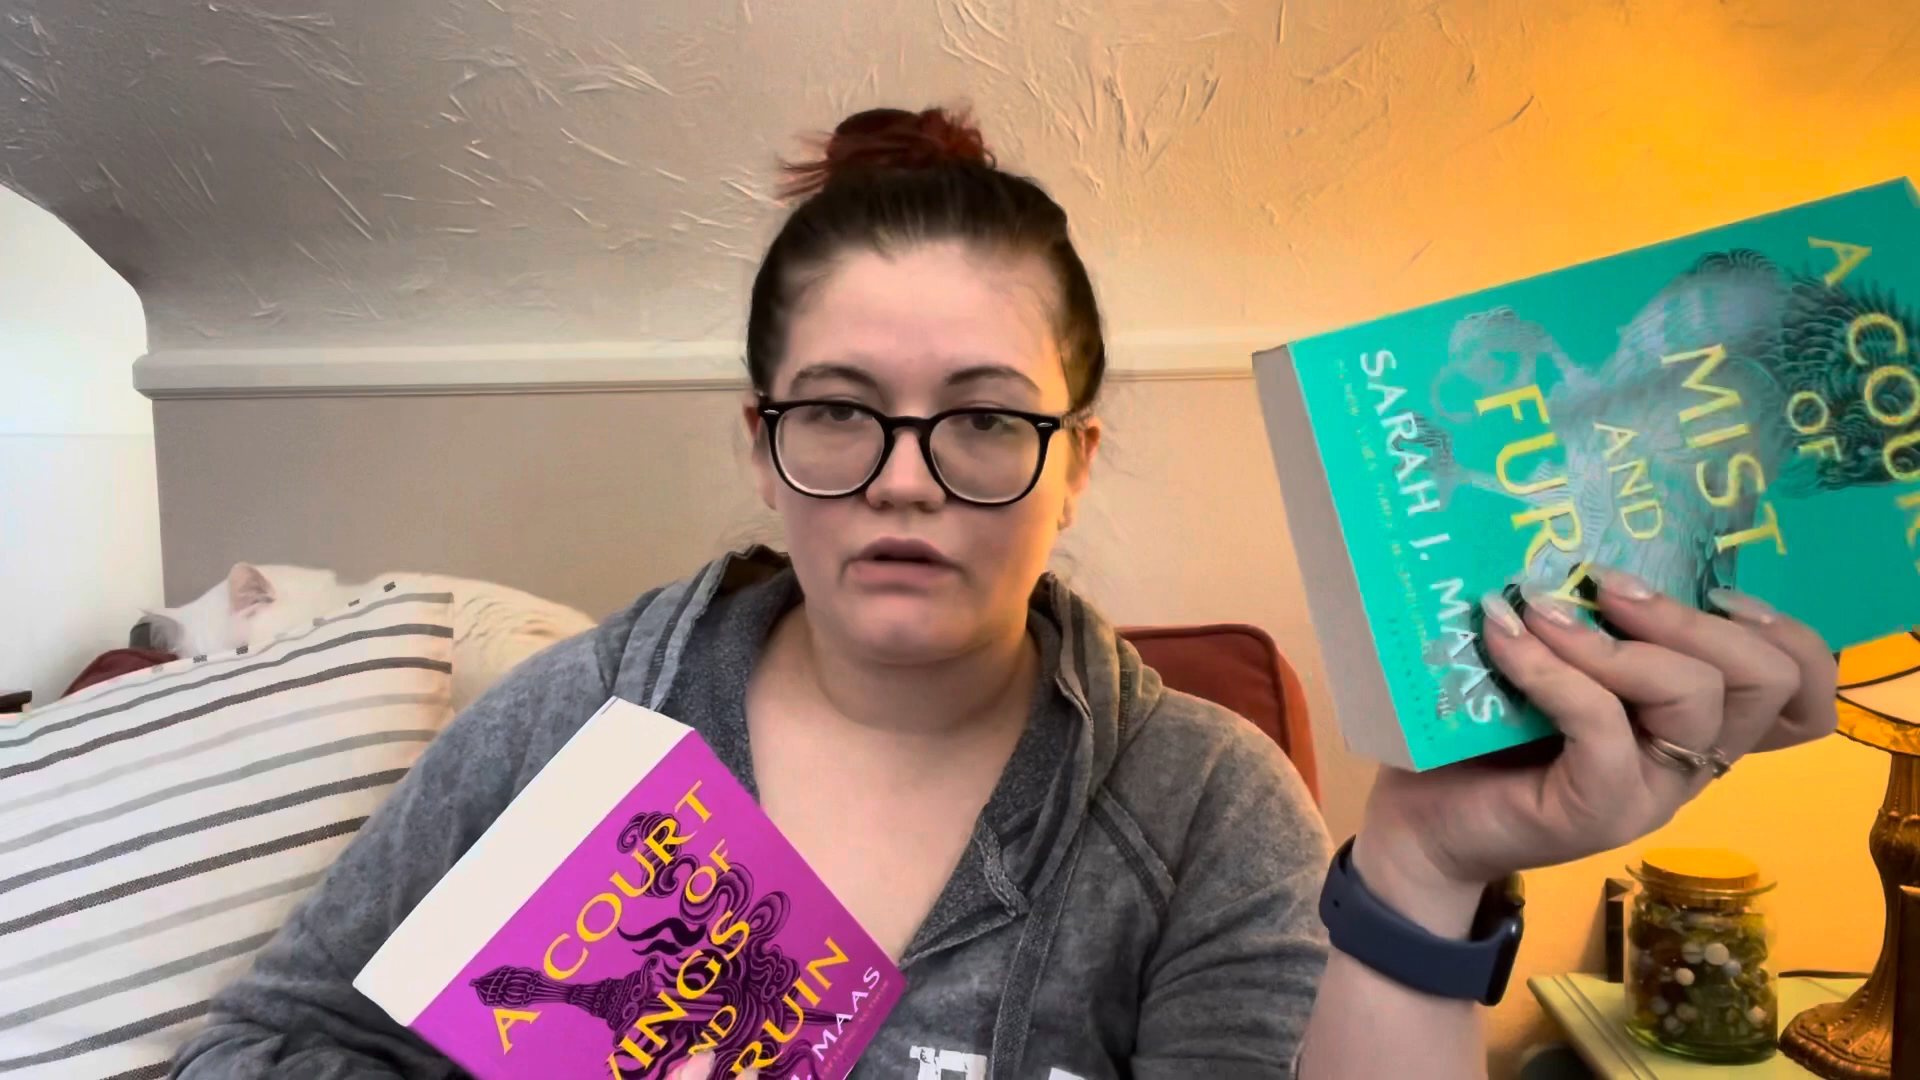 A COURT
OF
MIST
AND
FURY
SARAH J. MAAS
A COURT
OF
WINGS
AND
RUIN
J. MAAS